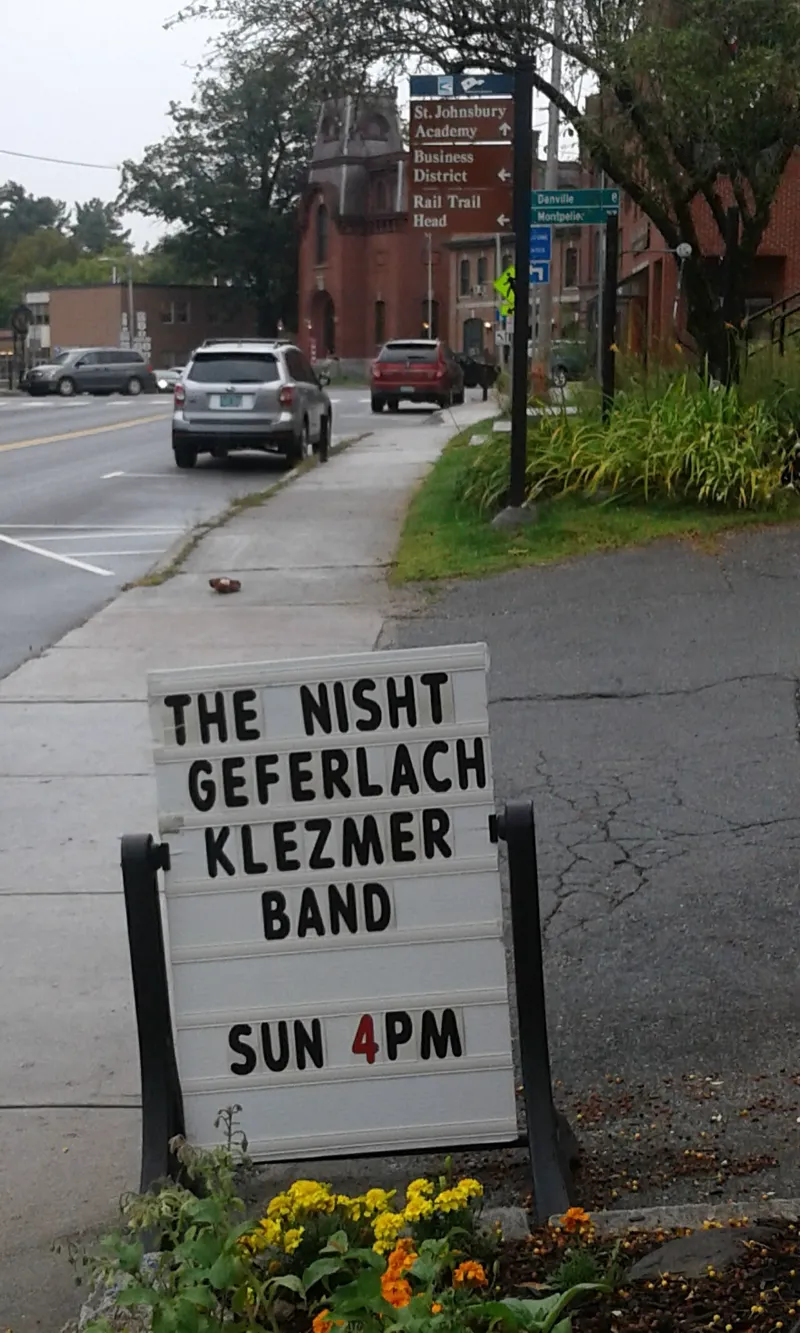 St. Johnsbury
Academy
Business
District
Rail Trail
Head
Danville
Montpelier
THE NISHT
GEFERLACH
KLEZMER
BAND
SUN 4PM